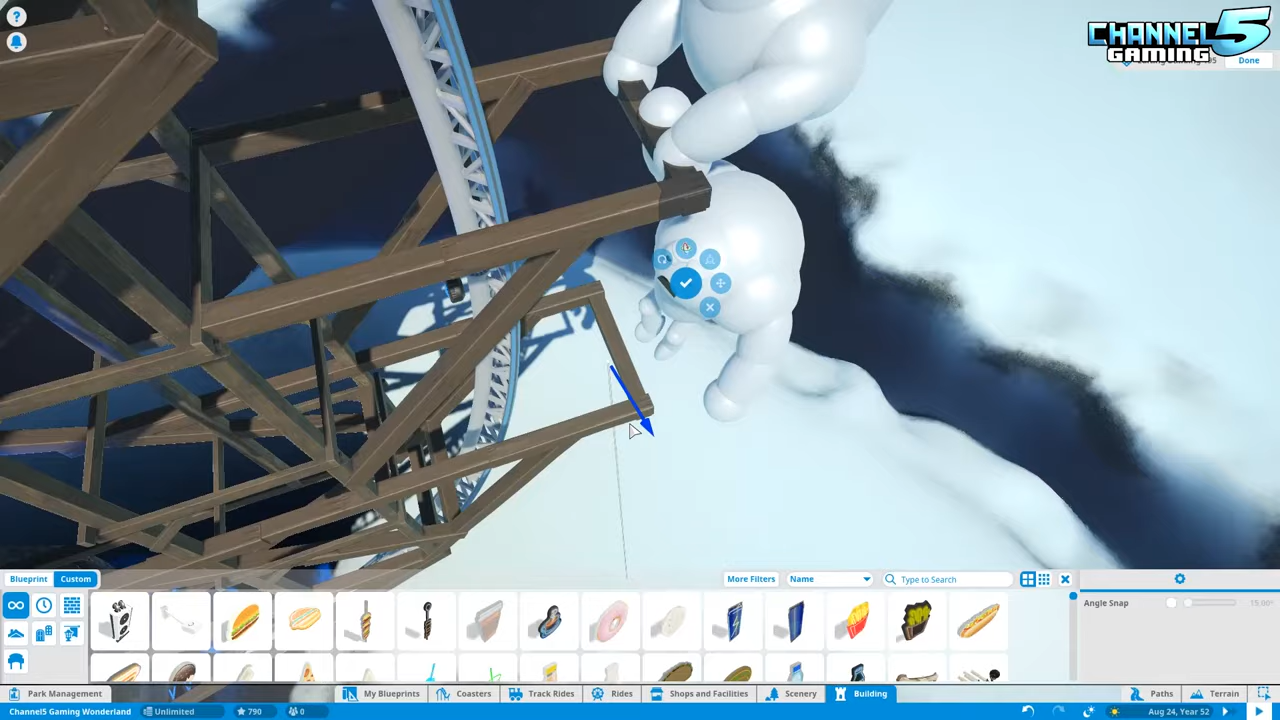 CHANNEL 5
GAMING
Done
Blueprint
Custom
More Filters
Name
Type to Search
Angle Snap
15.00°
Park Management
My Blueprints
Coasters
Track Rides
Rides
Shops and Facilities
Scenery
Building
Paths
Terrain
Channel5 Gaming Wonderland
Unlimited
790
0
Aug 24, Year 52